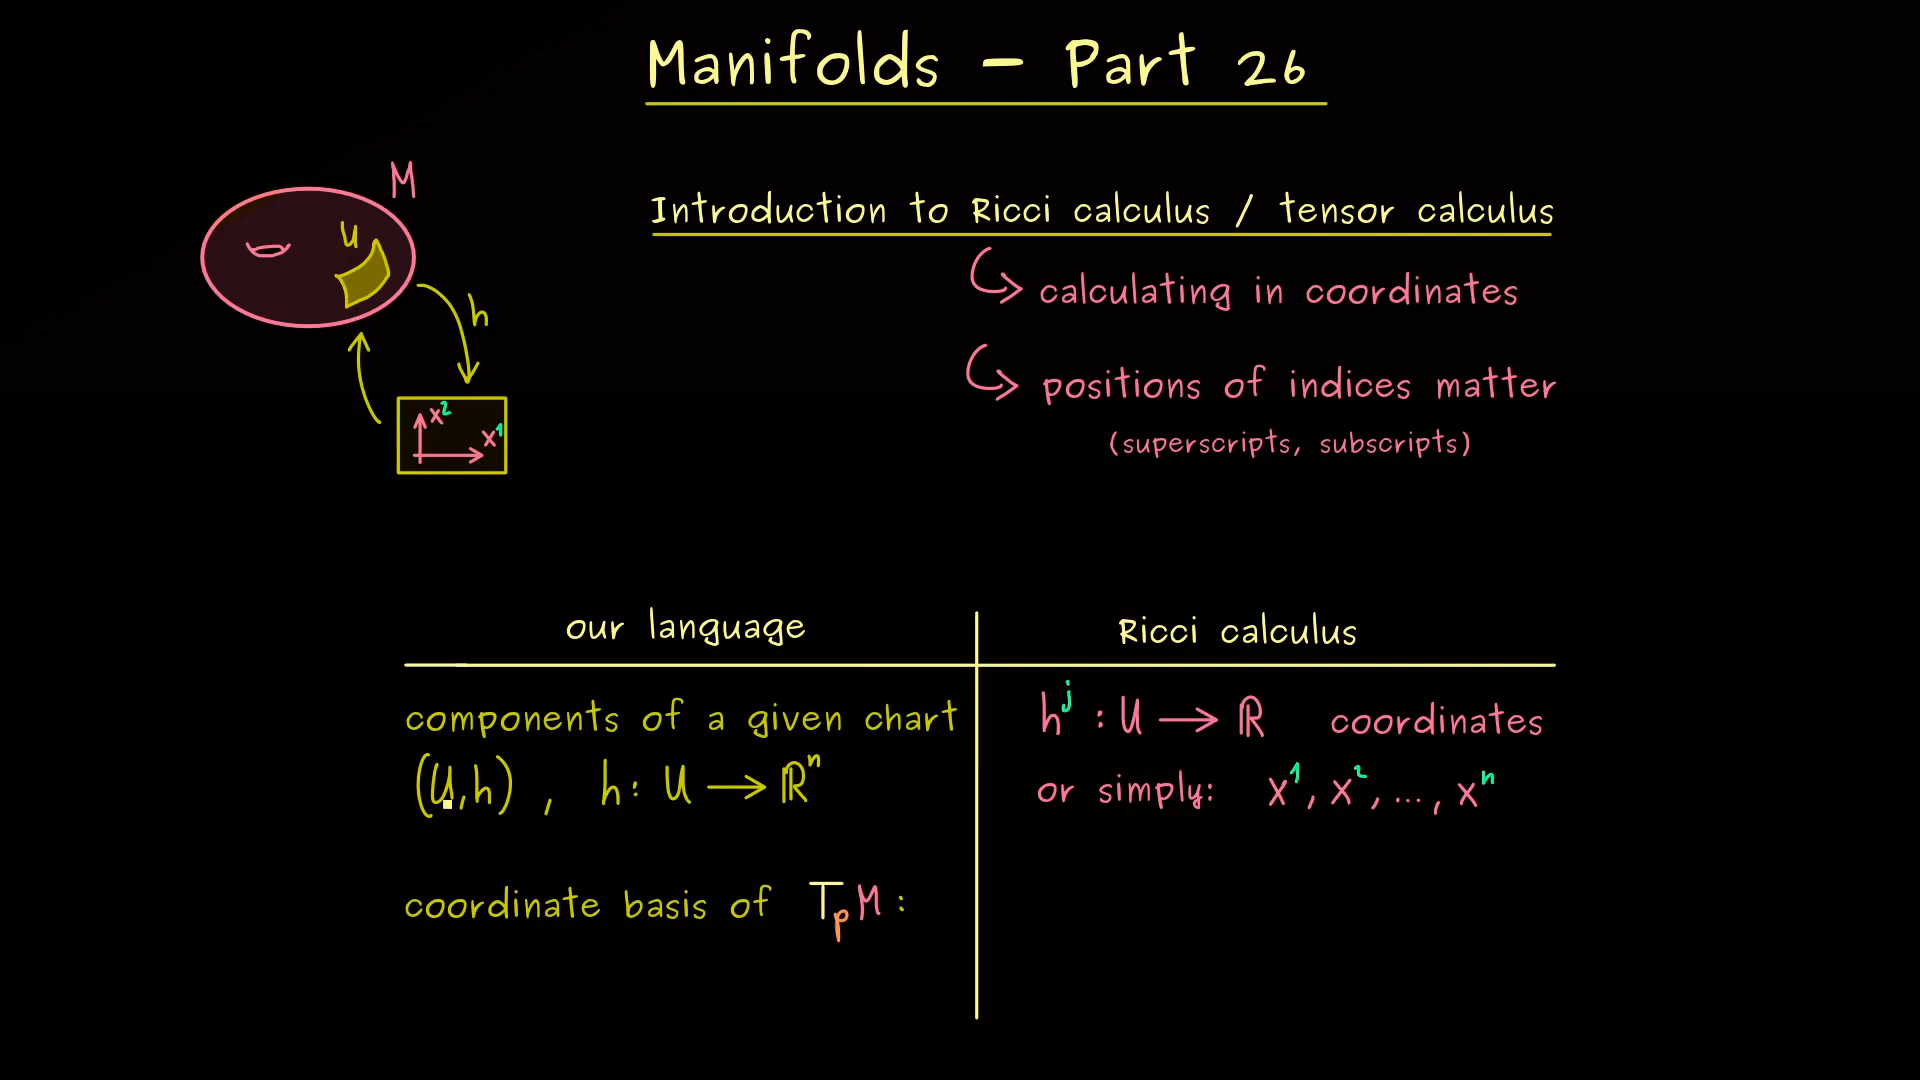 Manifolds – Part 26
M
Introduction to Ricci calculus / tensor calculus
U
calculating in coordinates
h
positions of indices matter
x² x¹
(superscripts, subscripts)
our language
Ricci calculus
components of a given chart
hʲ : U ⟶ ℝ coordinates
(U,h) , h: U ⟶ ℝⁿ
or simply: x¹, x², ..., xⁿ
coordinate basis of TₚM :